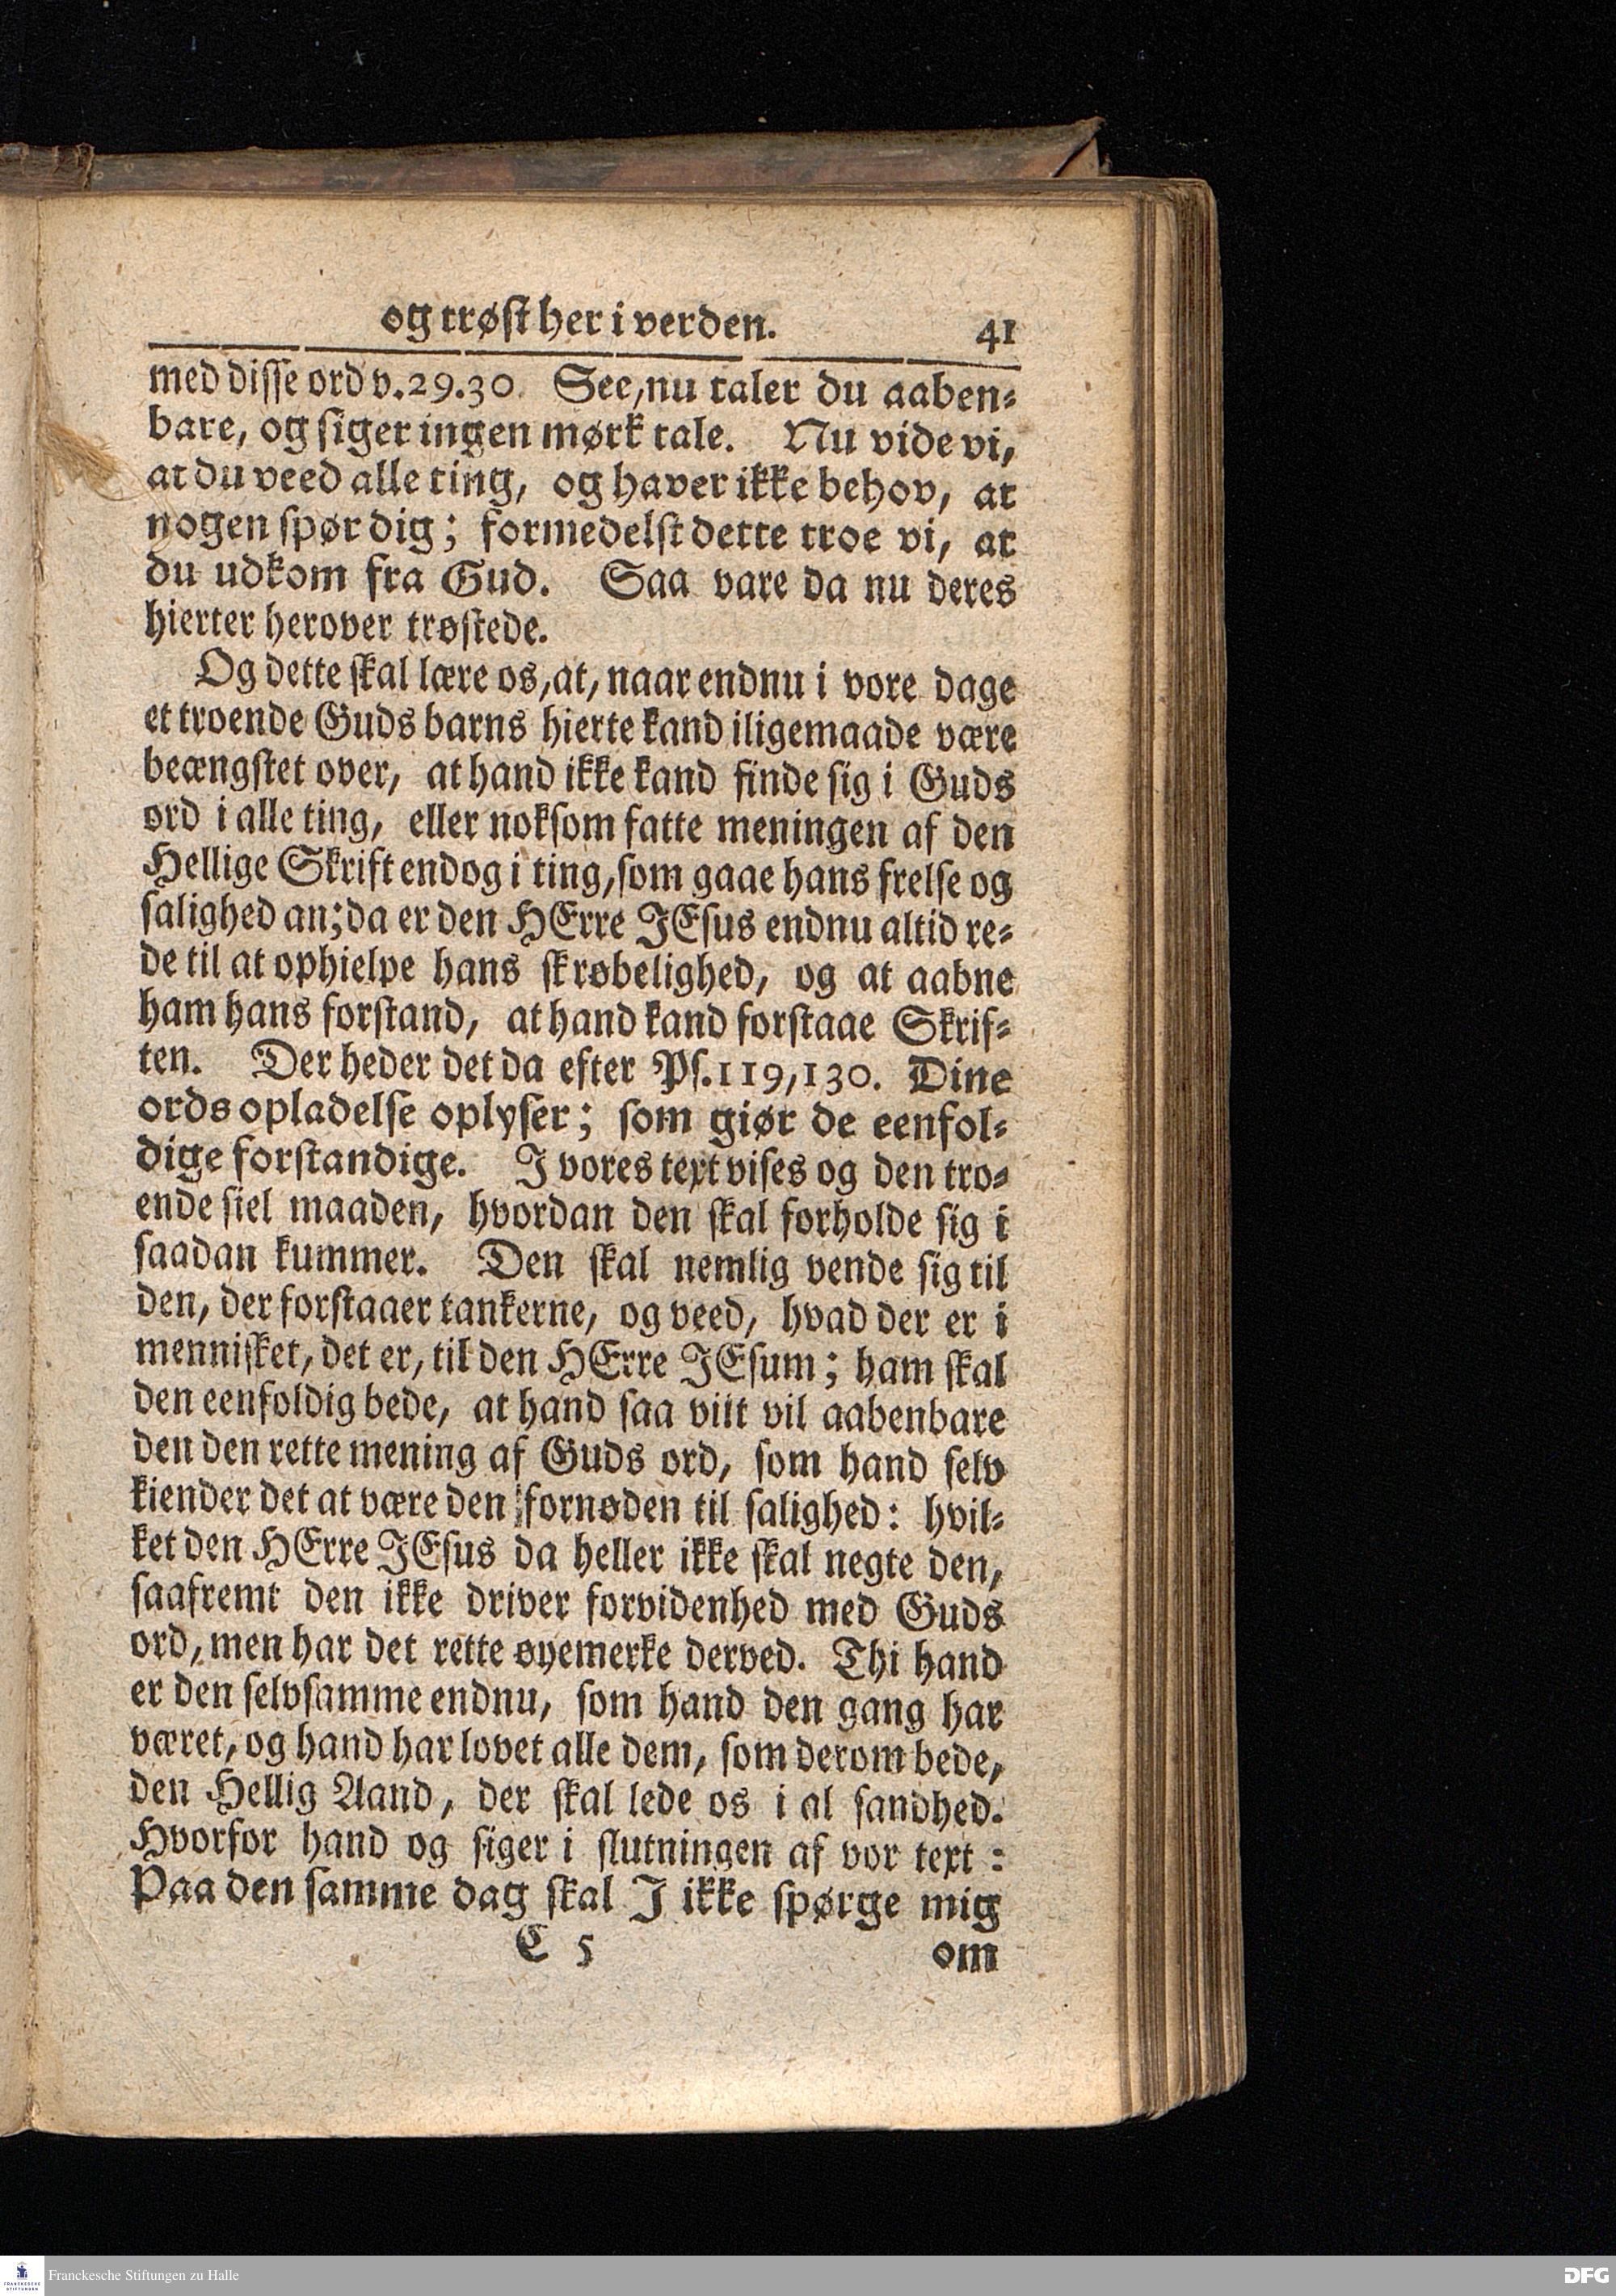 og trøst her i verden. 41
med disse ord v.29.30. See, nu taler du aaben-
bare, og siger ingen mørk tale. Nu vide vi,
at du veed alle ting, og haver ikke behov, at
nogen spør dig; formedelst dette troe vi, at
du udkom fra Gud. Saa vare da nu deres
hierter herover trøstede.
Og dette skal lære os, at, naar endnu i vore dage
et troende Guds barns hierte kand iligemaade være
beængstet over, at hand ikke kand finde sig i Guds
ord i alle ting, eller noksom fatte meningen af den
Hellige Skrift endog i ting, som gaae hans frelse og
salighed an; da er den HErre JEsus endnu altid re-
de til at ophielpe hans skrøbelighed, og at aabne
ham hans forstand, at hand kand forstaae Skrif-
ten. Der heder det da efter Ps.119,130. Dine
ords opladelse oplyser; som giør de eenfol-
dige forstandige. I vores text vises og den tro-
ende siel maaden, hvordan den skal forholde sig i
saadan kummer. Den skal nemlig vende sig til
den, der forstaaer tankerne, og veed, hvad der er i
mennisket, det er, til den HErre JEsum; ham skal
den eenfoldig bede, at hand saa viit vil aabenbare
den den rette mening af Guds ord, som hand selv
kiender det at være den fornøden til salighed: hvil-
ket den HErre JEsus da heller ikke skal negte den,
saafremt den ikke driver forvidenhed med Guds
ord, men har det rette øyemerke derved. Thi hand
er den selvsamme endnu, som hand den gang har
været, og hand har lovet alle dem, som derom bede,
den Hellig Aand, der skal lede os i al sandhed.
Hvorfor hand og siger i slutningen af vor text:
Paa den samme dag skal I ikke spørge mig
C 5 om
FRANCKESCHE
STIFTUNGEN
Franckesche Stiftungen zu Halle
DFG